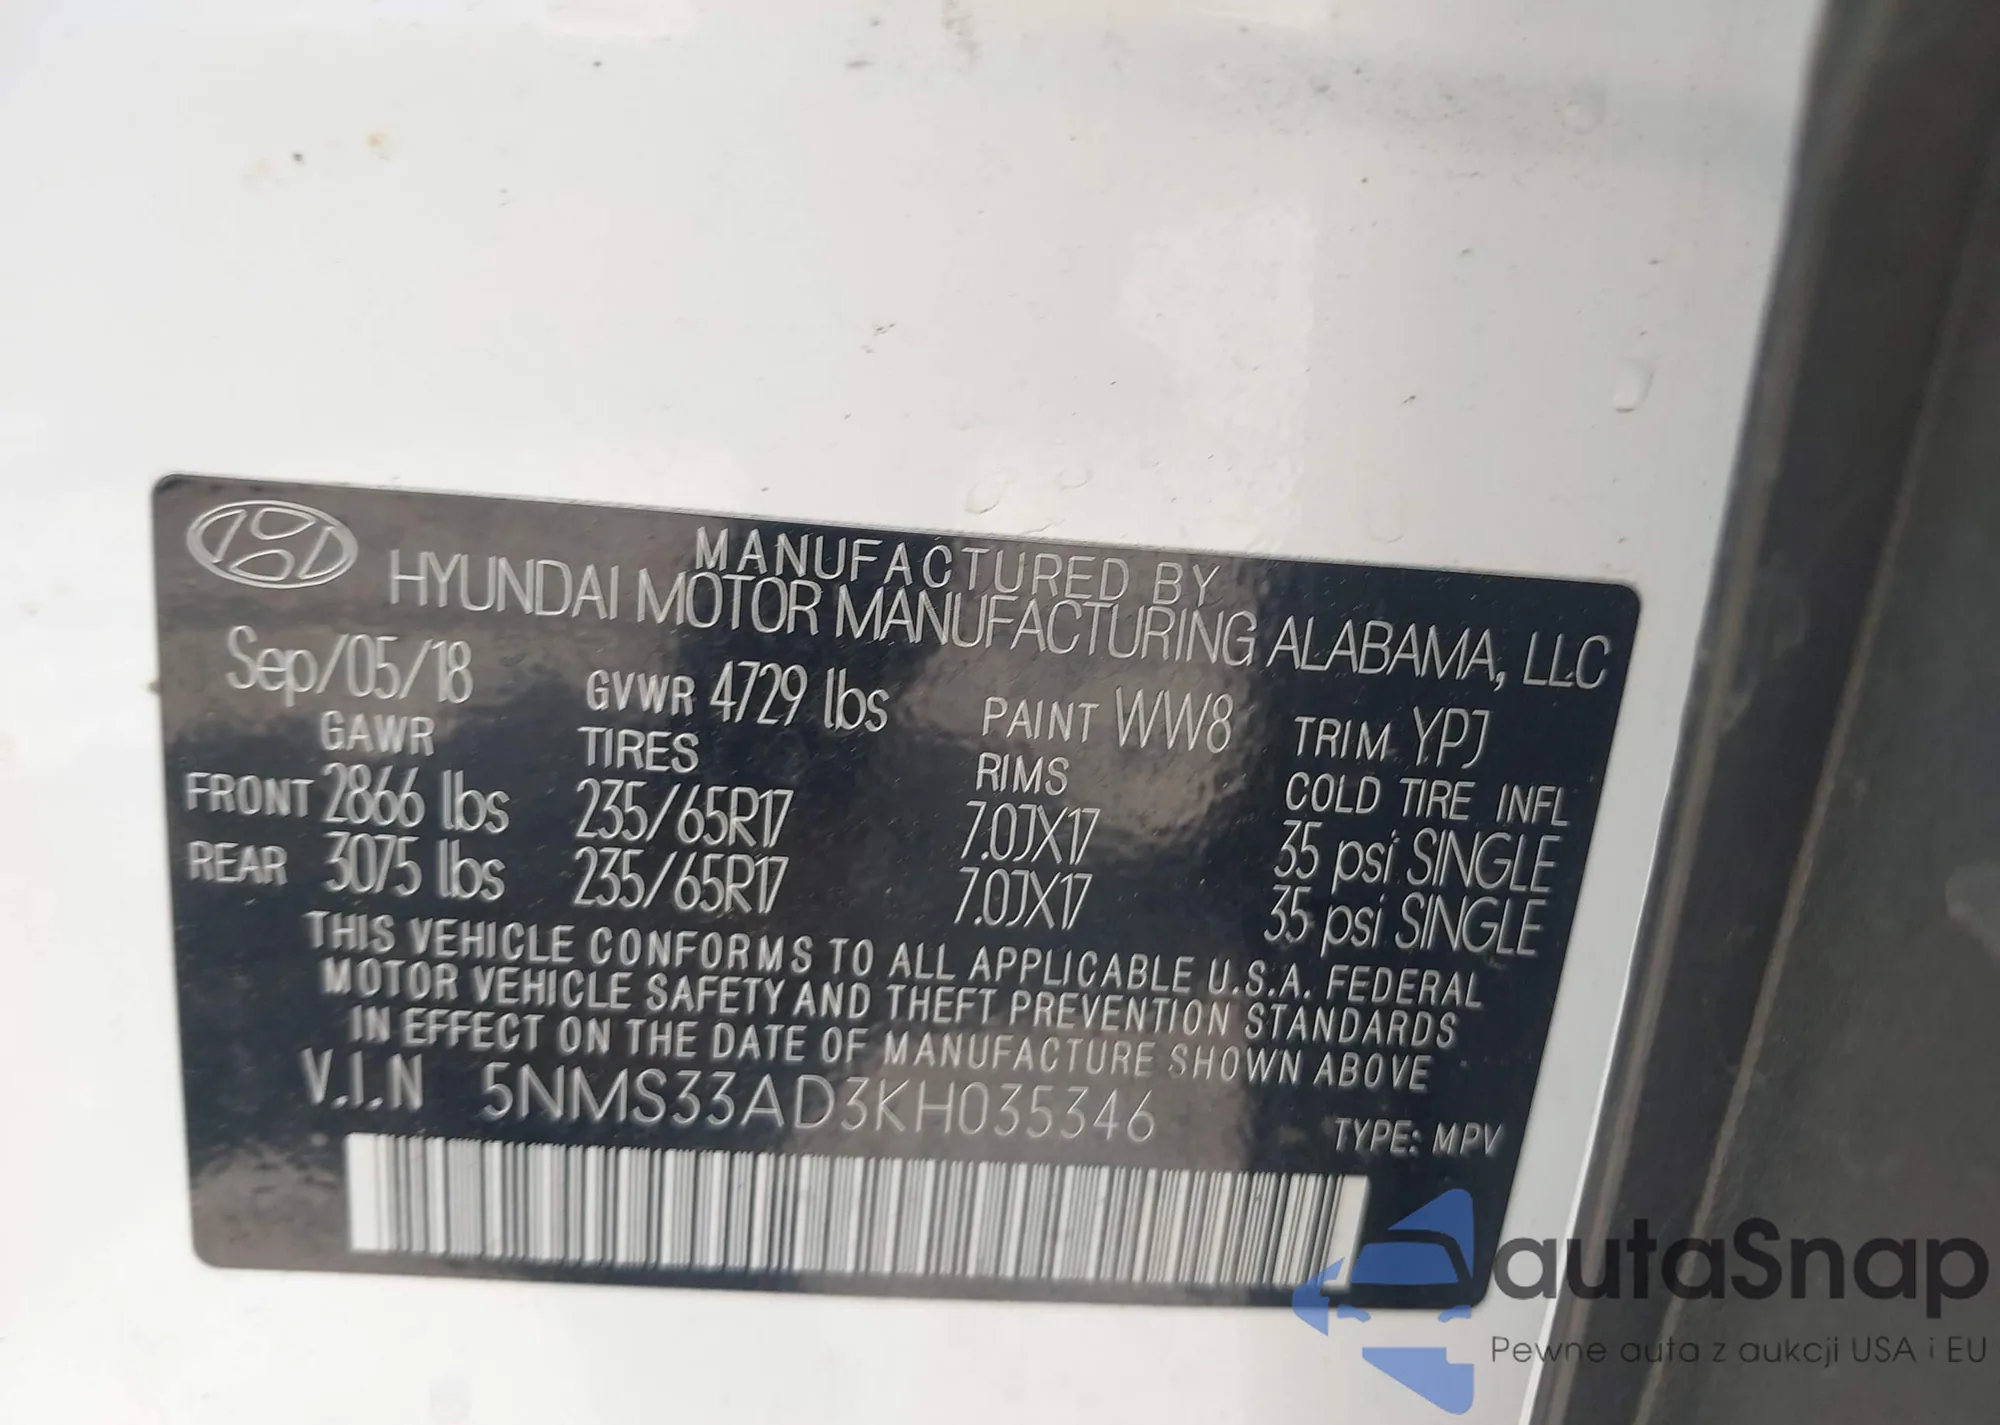 MANUFACTURED BY
HYUNDAI MOTOR MANUFACTURING ALABAMA, LLC
Sep/05/18 GVWR 4729 lbs PAINT WW8 TRIM YPJ
GAWR TIRES RIMS COLD TIRE INFL
FRONT 2866 lbs 235/65R17 7.0JX17 35 psi SINGLE
REAR 3075 lbs 235/65R17 7.0JX17 35 psi SINGLE
THIS VEHICLE CONFORMS TO ALL APPLICABLE U.S.A. FEDERAL
MOTOR VEHICLE SAFETY AND THEFT PREVENTION STANDARDS
IN EFFECT ON THE DATE OF MANUFACTURE SHOWN ABOVE
V.I.N 5NMS33AD3KH035346
TYPE: MPV
autaSnap
Pewne auta z aukcji USA i EU